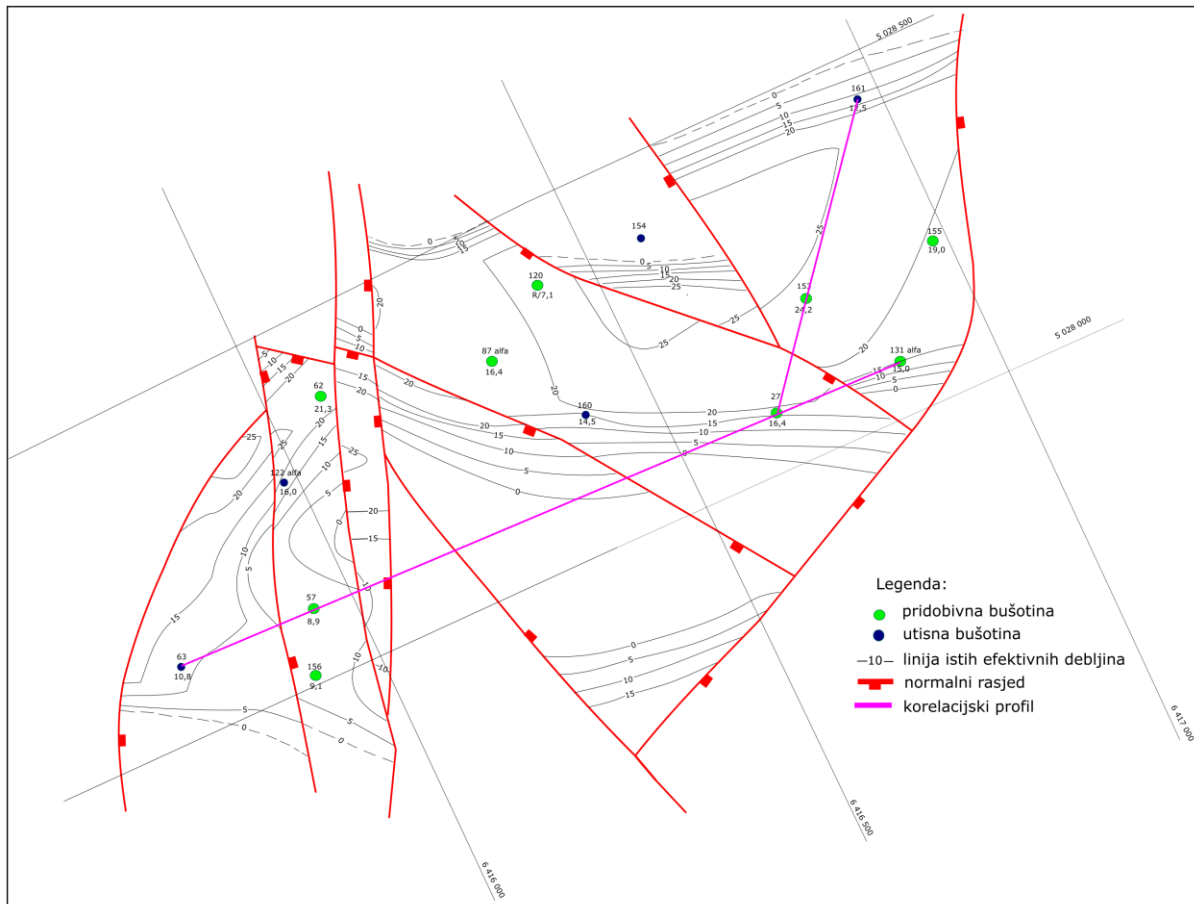 5 028 500
161
12,5
154
155
19,0
120
R/7,1
153
24,2
5 028 000
87 alfa
16,4
131 alfa
15,0
62
21,3
160
14,5
27
16,4
122 alfa
16,0
57
8,9
63
10,8
156
9,1
Legenda:
pridobivna bušotina
utisna bušotina
—10— linija istih efektivnih debljina
normalni rasjed
korelacijski profil
6 417 000
6 416 500
6 416 000